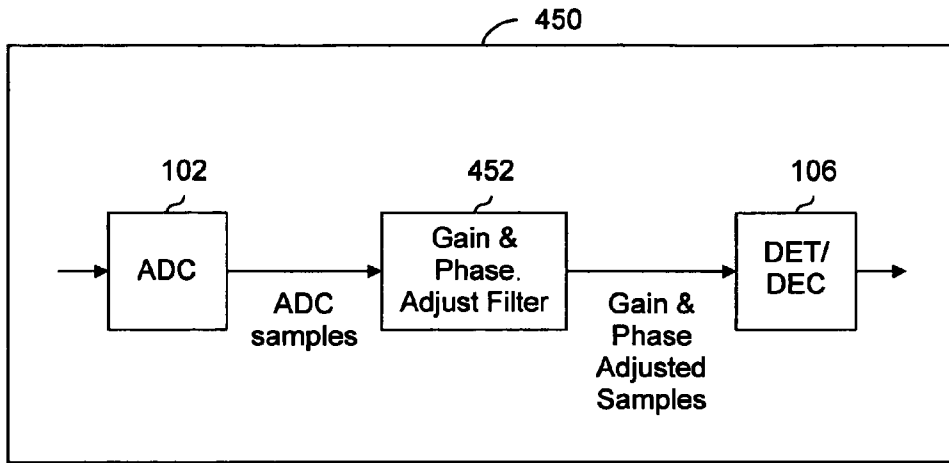 450
102
452
106
ADC
Gain &
Phase.
Adjust Filter
DET/
DEC
ADC
samples
Gain &
Phase
Adjusted
Samples